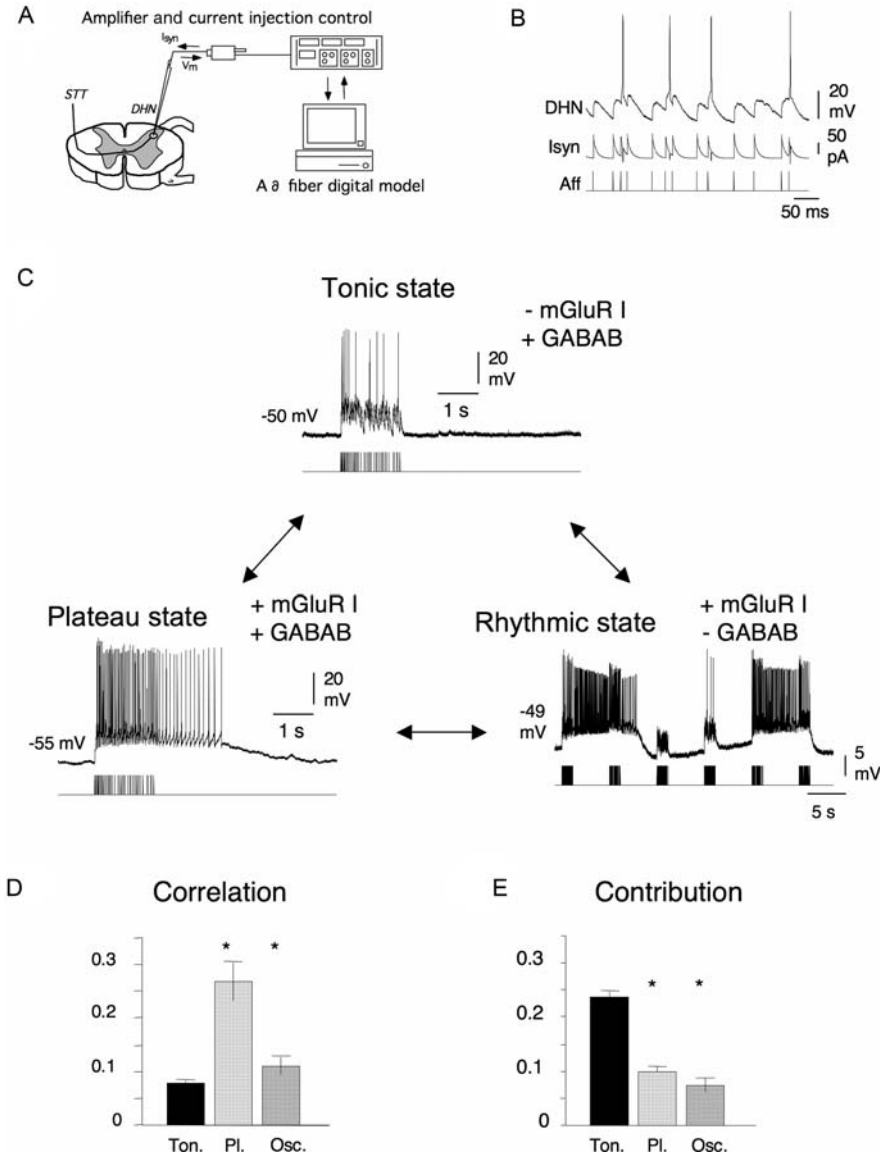 A
Amplifier and current injection control
Isyn
Vm
STT
DHN
A ∂ fiber digital model
B
DHN
20
mV
Isyn
50
pA
Aff
50 ms
C
Tonic state
- mGluR I
+ GABAB
20
mV
1 s
-50 mV
Plateau state
+ mGluR I
+ GABAB
20
mV
1 s
-55 mV
Rhythmic state
+ mGluR I
- GABAB
-49
mV
5
mV
5 s
D
Correlation
* *
0.3
0.2
0.1
0
Ton. Pl. Osc.
E
Contribution
* *
0.3
0.2
0.1
0
Ton. Pl. Osc.